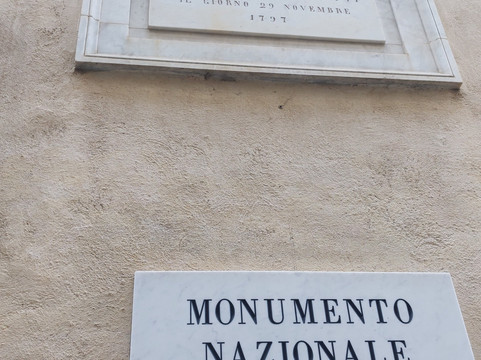 IL GIORNO 29 NOVEMBRE
1797
MONUMENTO
NAZIONALE